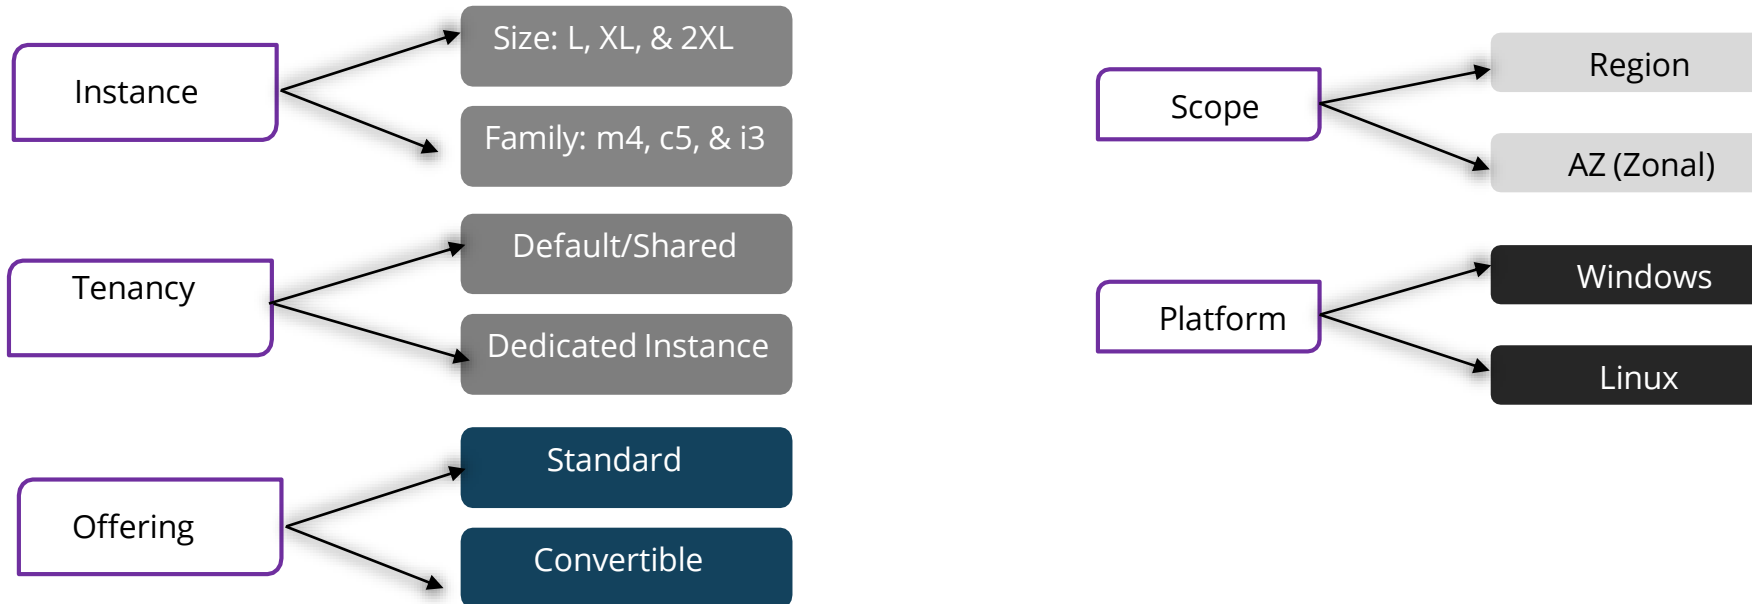 Instance
Size: L, XL, & 2XL
Family: m4, c5, & i3
Tenancy
Default/Shared
Dedicated Instance
Offering
Standard
Convertible
Scope
Region
AZ (Zonal)
Platform
Windows
Linux